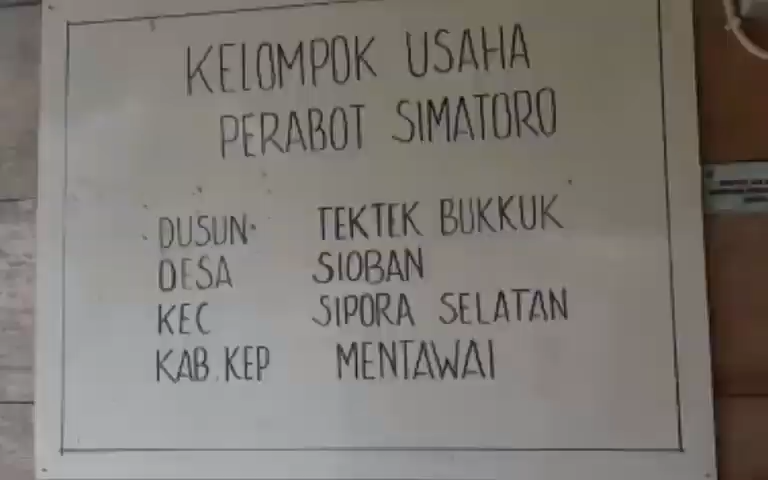 KELOMPOK USAHA
PERABOT SIMATORO
DUSUN TEKTEK BUKKUK
DESA SIOBAN
KEC SIPORA SELATAN
KAB.KEP MENTAWAI